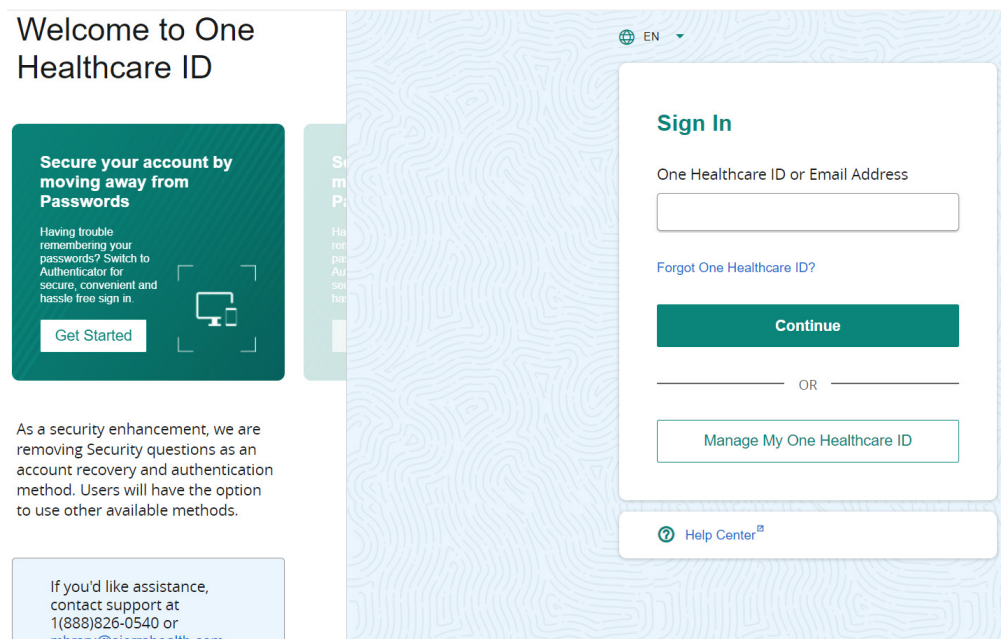 Welcome to One
Healthcare ID
Secure your account by
moving away from
Passwords
Having trouble
remembering your
passwords? Switch to
Authenticator for
secure, convenient and
hassle free sign in.
Get Started
As a security enhancement, we are
removing Security questions as an
account recovery and authentication
method. Users will have the option
to use other available methods.
If you'd like assistance,
contact support at
1(888)826-0540 or
EN
Sign In
One Healthcare ID or Email Address
Forgot One Healthcare ID?
Continue
OR
Manage My One Healthcare ID
Help Center